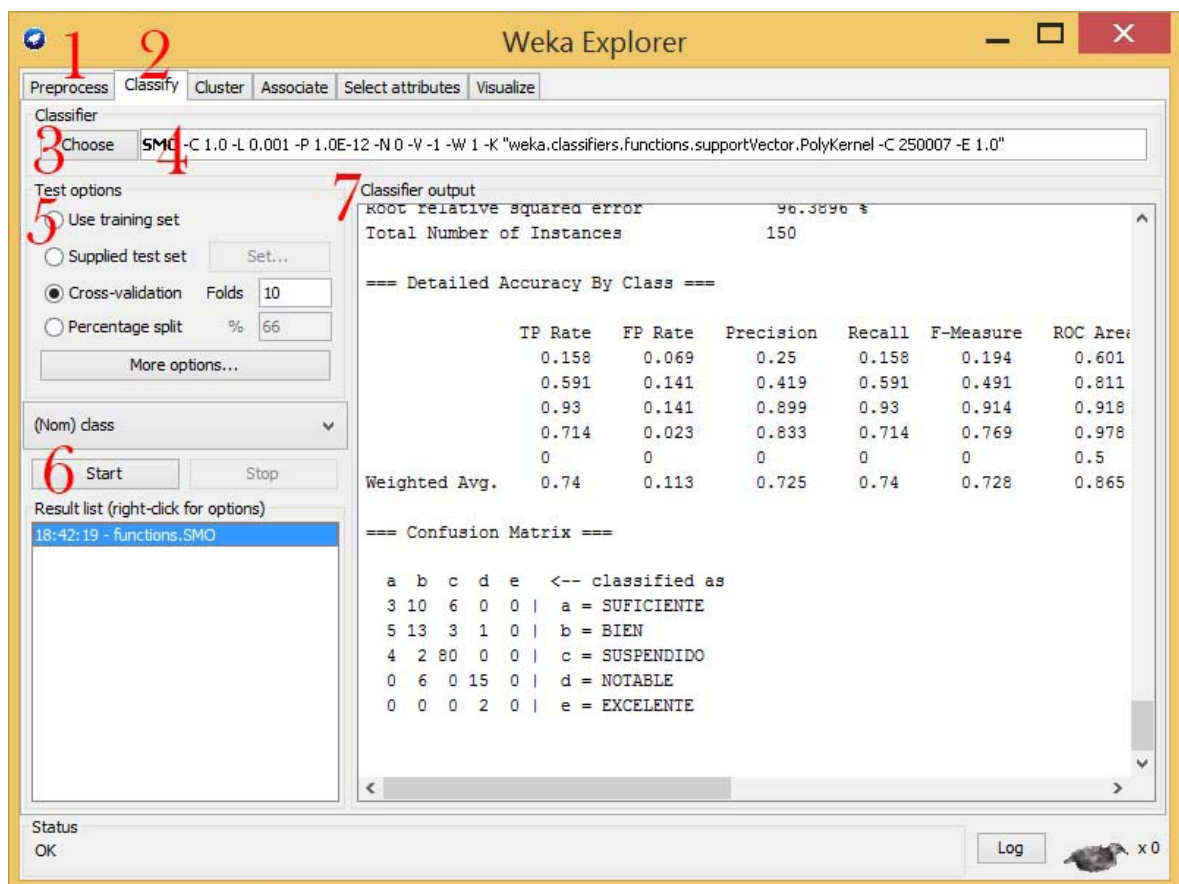 Weka Explorer
1
2
Preprocess Classify Cluster Associate Select attributes Visualize
Classifier
3
Choose
4
SMO -C 1.0 -L 0.001 -P 1.0E-12 -N 0 -V -1 -W 1 -K "weka.classifiers.functions.supportVector.PolyKernel -C 250007 -E 1.0"
Test options
5
Use training set
Supplied test set Set...
Cross-validation Folds 10
Percentage split % 66
More options...
(Nom) class
6
Start Stop
Result list (right-click for options)
18:42:19 - functions.SMO
7
Classifier output
Root relative squared error 96.3896 %
Total Number of Instances 150
=== Detailed Accuracy By Class ===
TP Rate FP Rate Precision Recall F-Measure ROC Area
0.158 0.069 0.25 0.158 0.194 0.601
0.591 0.141 0.419 0.591 0.491 0.811
0.93 0.141 0.899 0.93 0.914 0.918
0.714 0.023 0.833 0.714 0.769 0.978
0 0 0 0 0 0.5
Weighted Avg. 0.74 0.113 0.725 0.74 0.728 0.865
=== Confusion Matrix ===
a b c d e <-- classified as
3 10 6 0 0 | a = SUFICIENTE
5 13 3 1 0 | b = BIEN
4 2 80 0 0 | c = SUSPENDIDO
0 6 0 15 0 | d = NOTABLE
0 0 0 2 0 | e = EXCELENTE
Status
OK
Log
x 0